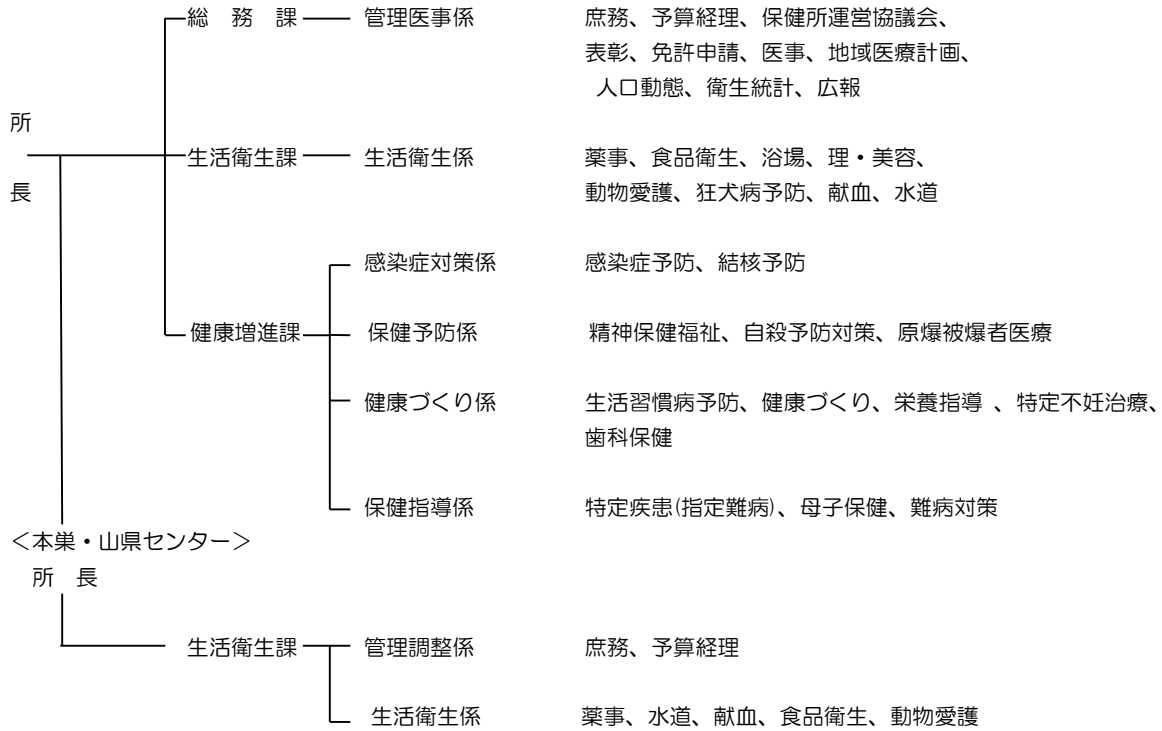 総　務　課 管理医事係 庶務、予算経理、保健所運営協議会、
表彰、免許申請、医事、地域医療計画、
人口動態、衛生統計、広報
所
生活衛生課 生活衛生係 薬事、食品衛生、浴場、理・美容、
長 動物愛護、狂犬病予防、献血、水道
感染症対策係 感染症予防、結核予防
健康増進課 保健予防係 精神保健福祉、自殺予防対策、原爆被爆者医療
健康づくり係 生活習慣病予防、健康づくり、栄養指導 、特定不妊治療、
歯科保健
保健指導係 特定疾患(指定難病)、母子保健、難病対策
＜本巣・山県センター＞
所　長
生活衛生課 管理調整係 庶務、予算経理
生活衛生係 薬事、水道、献血、食品衛生、動物愛護